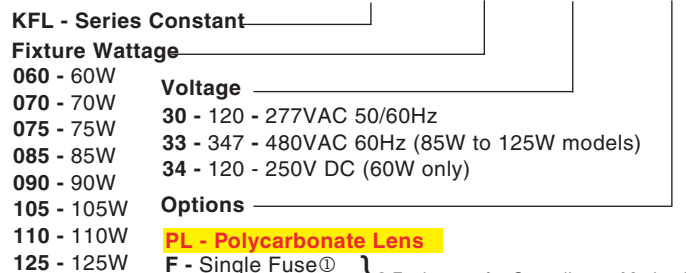 KFL - Series Constant
Fixture Wattage
060 - 60W
070 - 70W
075 - 75W
085 - 85W
090 - 90W
105 - 105W
110 - 110W
125 - 125W
Voltage
30 - 120 - 277VAC 50/60Hz
33 - 347 - 480VAC 60Hz (85W to 125W models)
34 - 120 - 250V DC (60W only)
Options
PL - Polycarbonate Lens
F - Single Fuse①